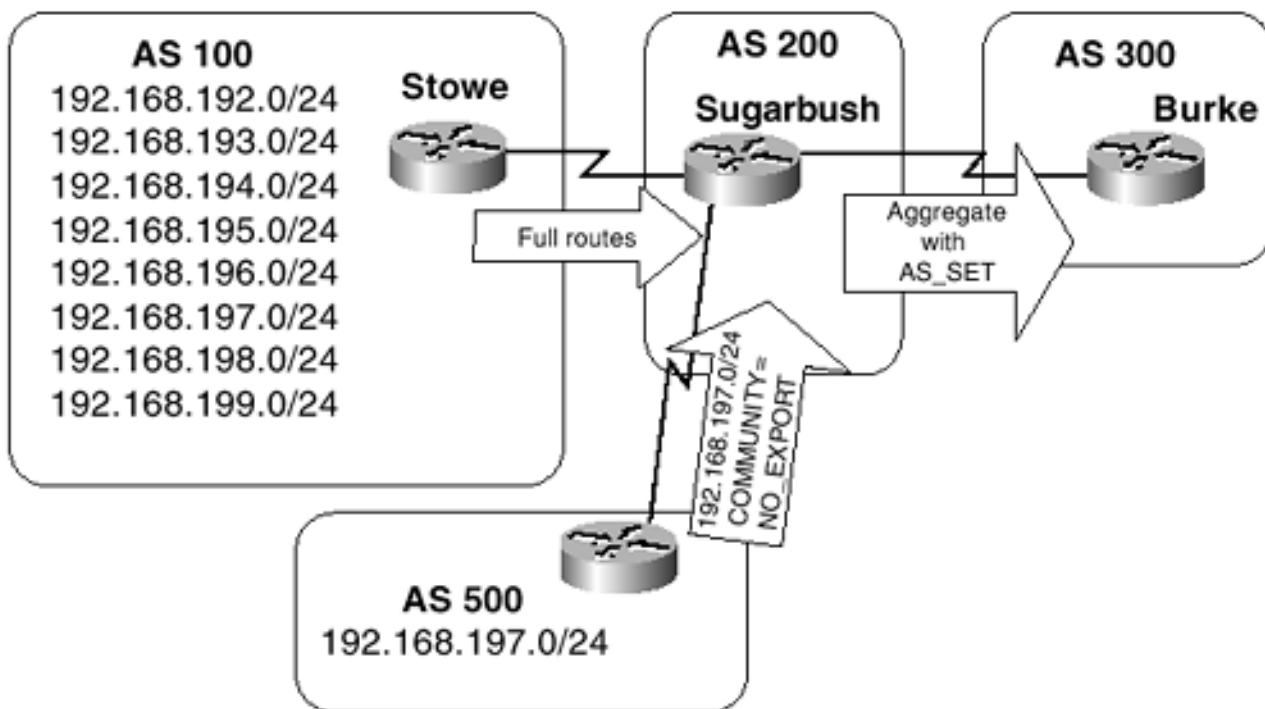 AS 100
192.168.192.0/24
192.168.193.0/24
192.168.194.0/24
192.168.195.0/24
192.168.196.0/24
192.168.197.0/24
192.168.198.0/24
192.168.199.0/24
Stowe
Full routes
AS 200
Sugarbush
AS 300
Burke
Aggregate
with
AS_SET
192.168.197.0/24
COMMUNITY=
NO_EXPORT
AS 500
192.168.197.0/24